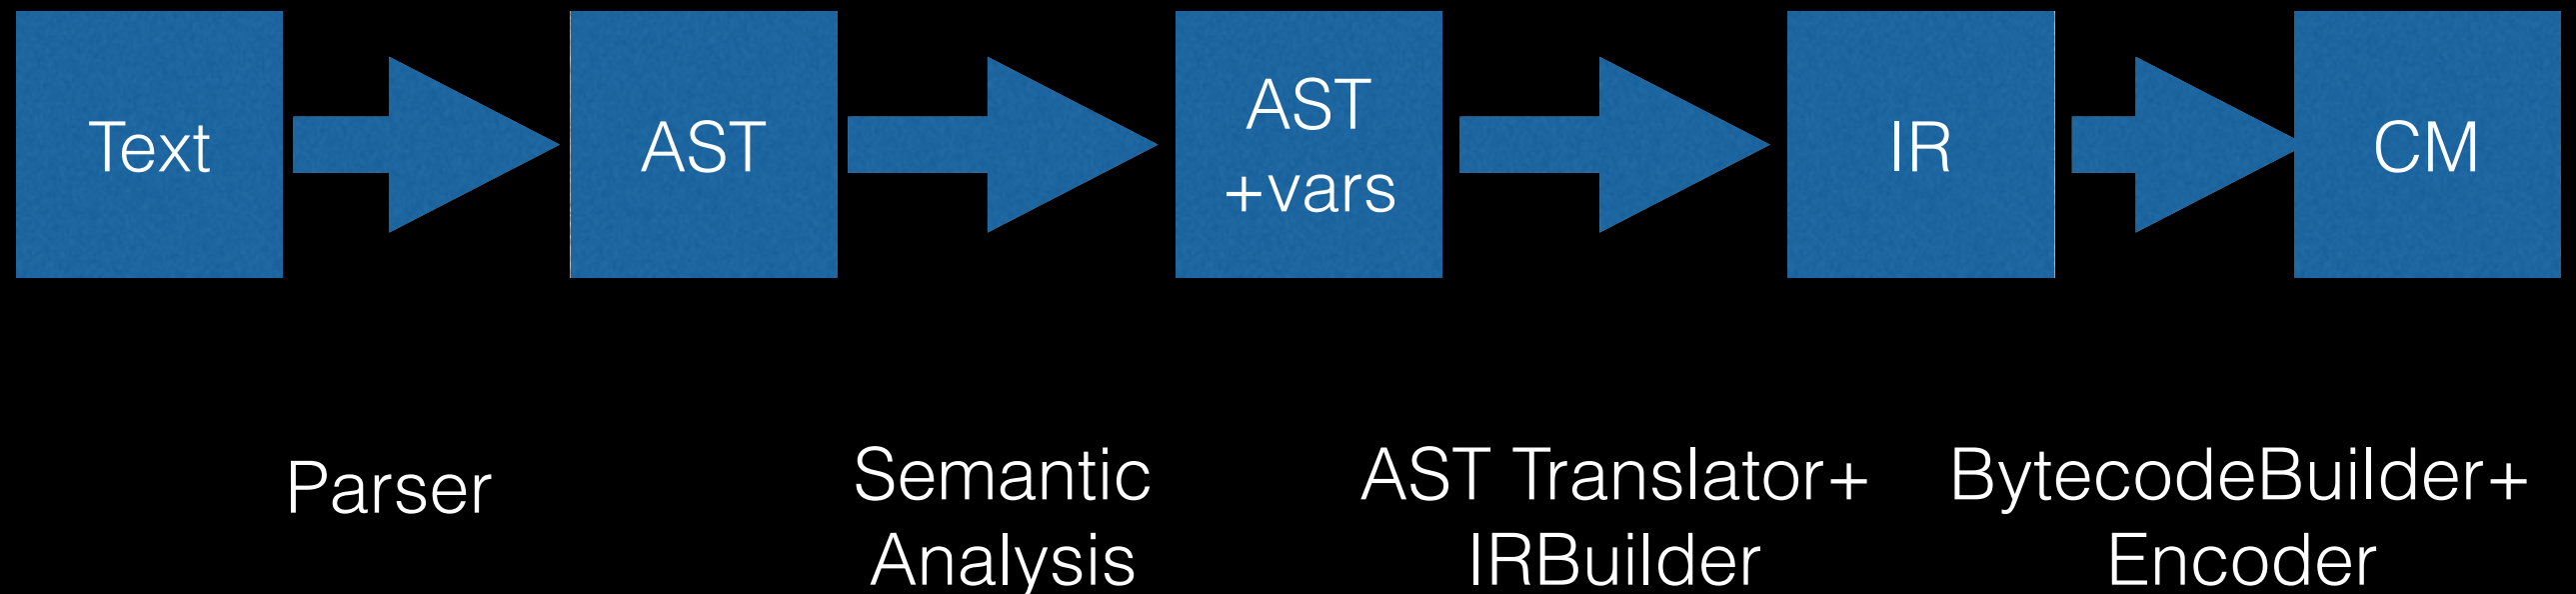 Text
AST
AST
+vars
IR
CM
Parser
Semantic
Analysis
AST Translator+
IRBuilder
BytecodeBuilder+
Encoder